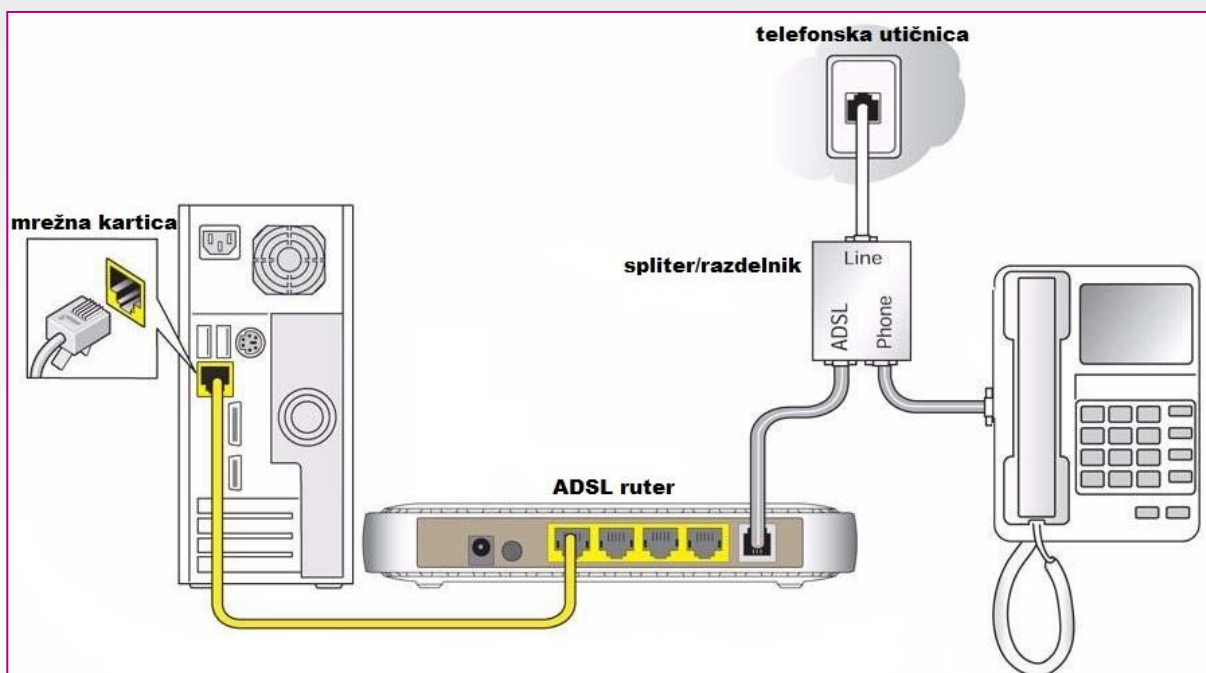 telefonska utičnica
mrežna kartica
spliter/razdelnik
Line
ADSL
Phone
ADSL ruter